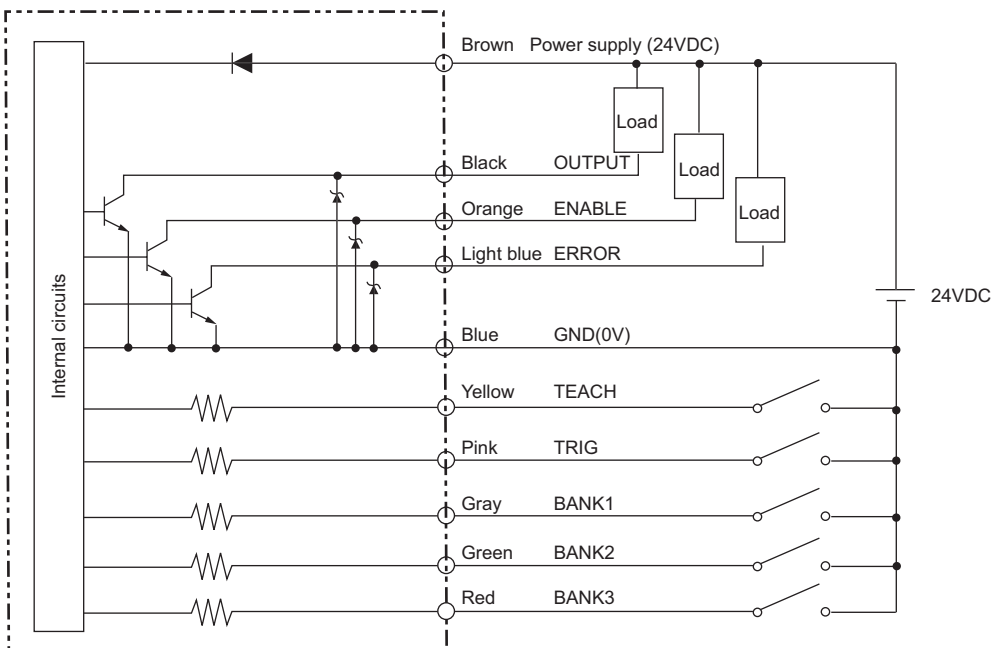 Brown Power supply (24VDC)
Load
Black OUTPUT
Load
Orange ENABLE
Load
Light blue ERROR
Internal circuits
24VDC
Blue GND(0V)
Yellow TEACH
Pink TRIG
Gray BANK1
Green BANK2
Red BANK3